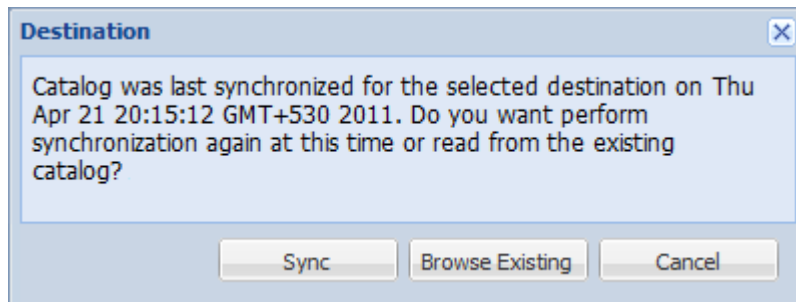 Destination
Catalog was last synchronized for the selected destination on Thu
Apr 21 20:15:12 GMT+530 2011. Do you want perform
synchronization again at this time or read from the existing
catalog?
Sync Browse Existing Cancel